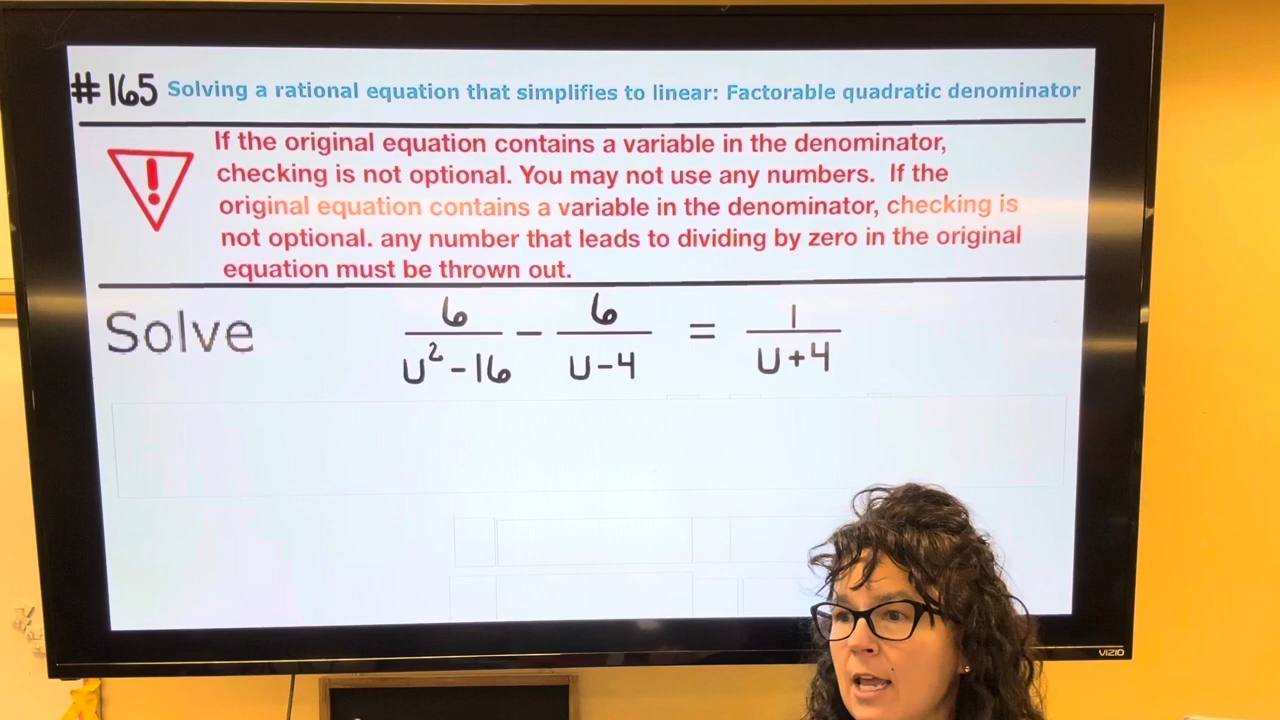 #165 Solving a rational equation that simplifies to linear: Factorable quadratic denominator
If the original equation contains a variable in the denominator,
checking is not optional. You may not use any numbers. If the
original equation contains a variable in the denominator, checking is
not optional. any number that leads to dividing by zero in the original
equation must be thrown out.
Solve 6/(U²-16) - 6/(U-4) = 1/(U+4)
VIZIO